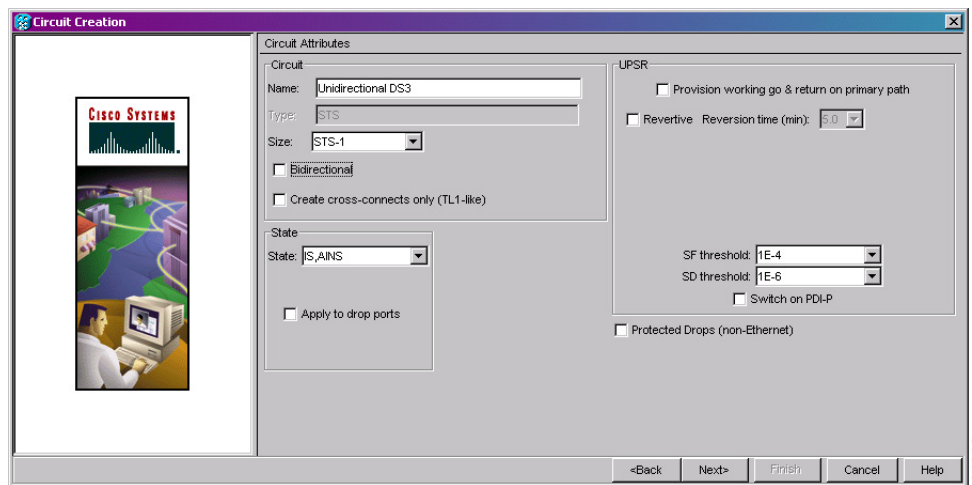 Circuit Creation
CISCO SYSTEMS
Circuit Attributes
Circuit
Name: Unidirectional DS3
Type: STS
Size: STS-1
Bidirectional
Create cross-connects only (TL1-like)
State
State: IS,AINS
Apply to drop ports
UPSR
Provision working go & return on primary path
Revertive Reversion time (min): 5.0
SF threshold: 1E-4
SD threshold: 1E-6
Switch on PDI-P
Protected Drops (non-Ethernet)
<Back Next> Finish Cancel Help